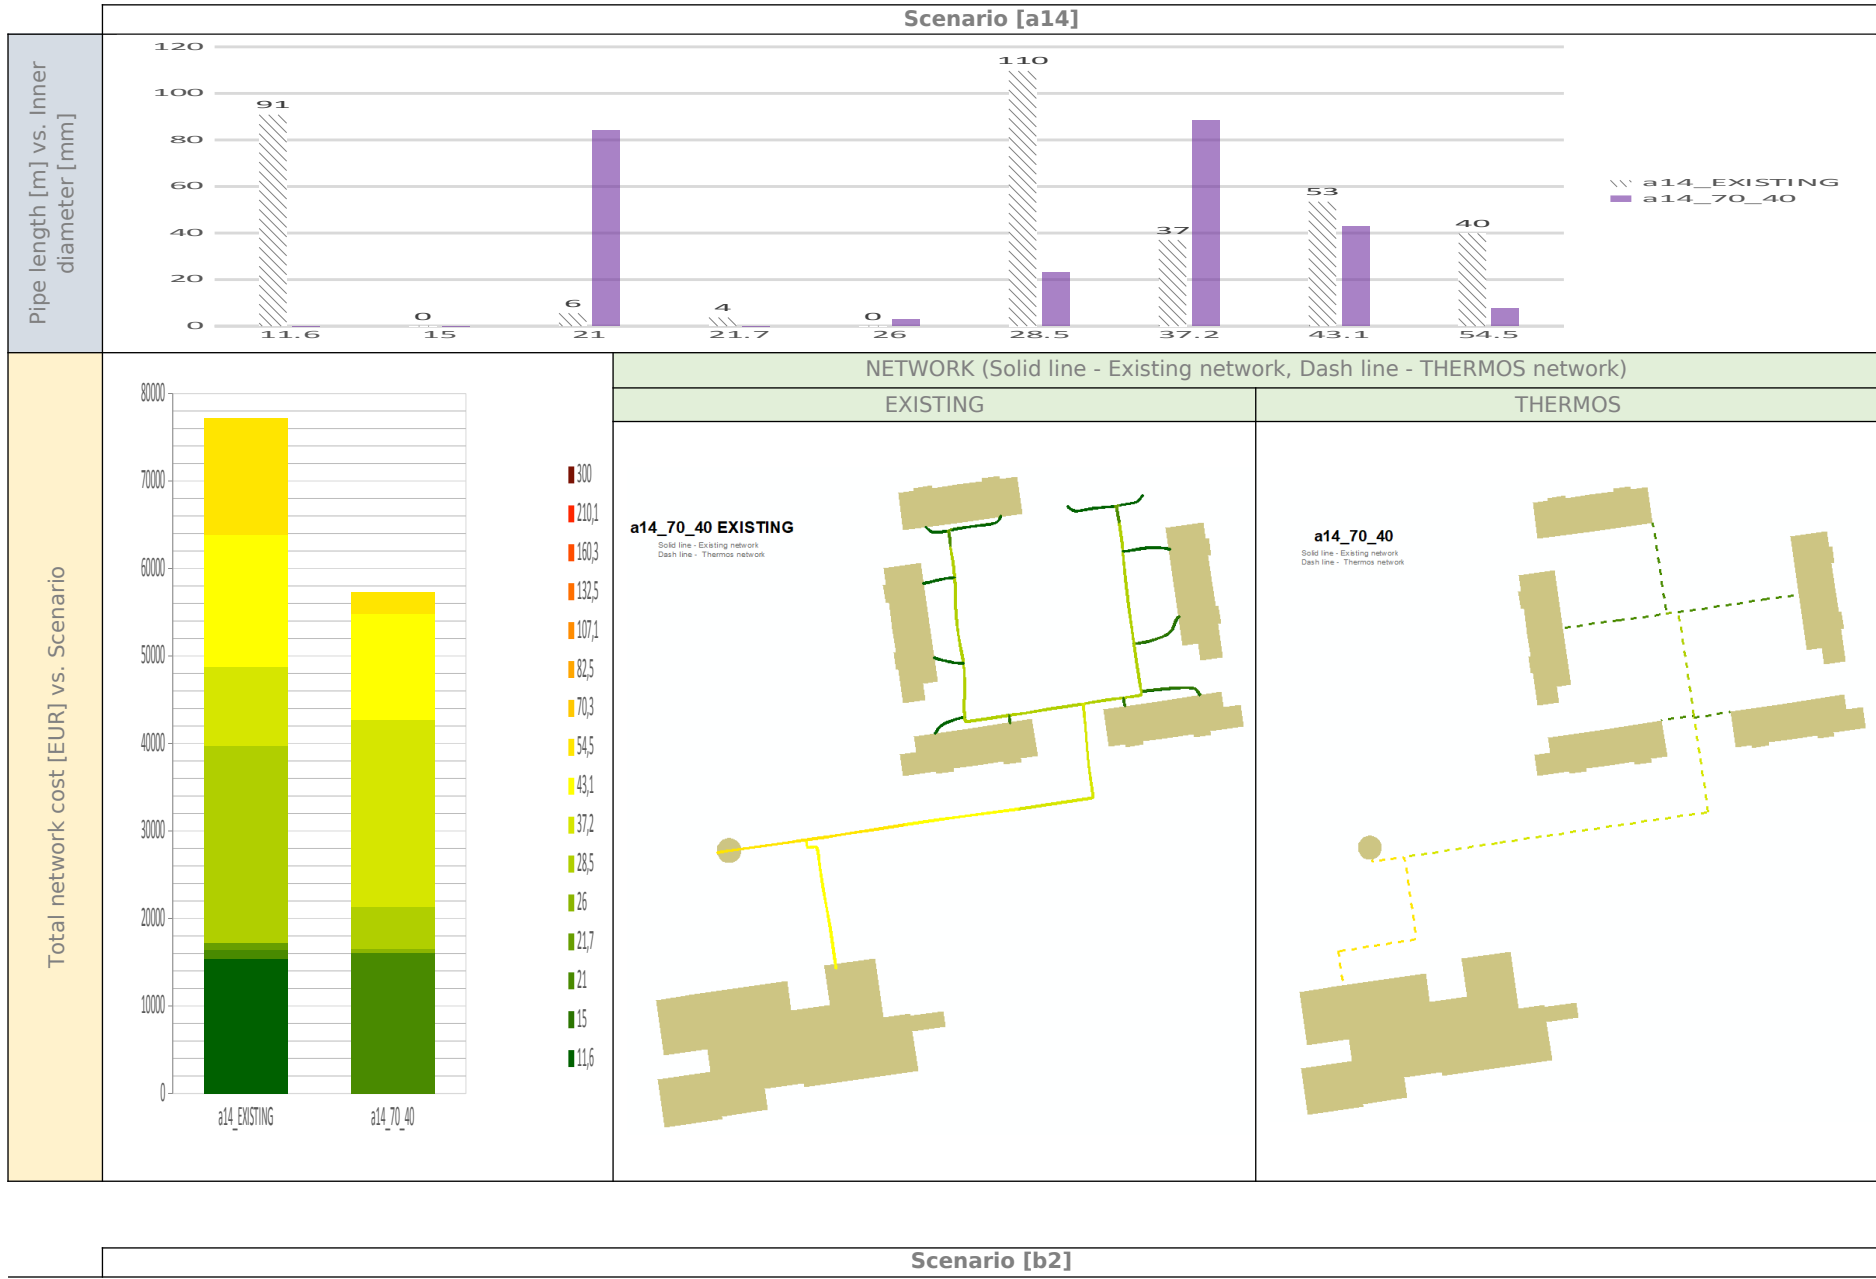 Scenario [a14]
Pipe length [m] vs. Inner
diameter [mm]
120
100
80
60
40
20
0
91
0
6
4
0
110
37
53
40
11.6
15
21
21.7
26
28.5
37.2
43.1
54.5
a14_EXISTING
a14_70_40
Total network cost [EUR] vs. Scenario
80000
70000
60000
50000
40000
30000
20000
10000
0
a14_EXISTING
a14_70_40
300
210,1
160,3
132,5
107,1
82,5
70,3
54,5
43,1
37,2
28,5
26
21,7
21
15
11,6
NETWORK (Solid line - Existing network, Dash line - THERMOS network)
EXISTING
THERMOS
a14_70_40 EXISTING
Solid line - Existing network
Dash line - Thermos network
a14_70_40
Solid line - Existing network
Dash line - Thermos network
Scenario [b2]